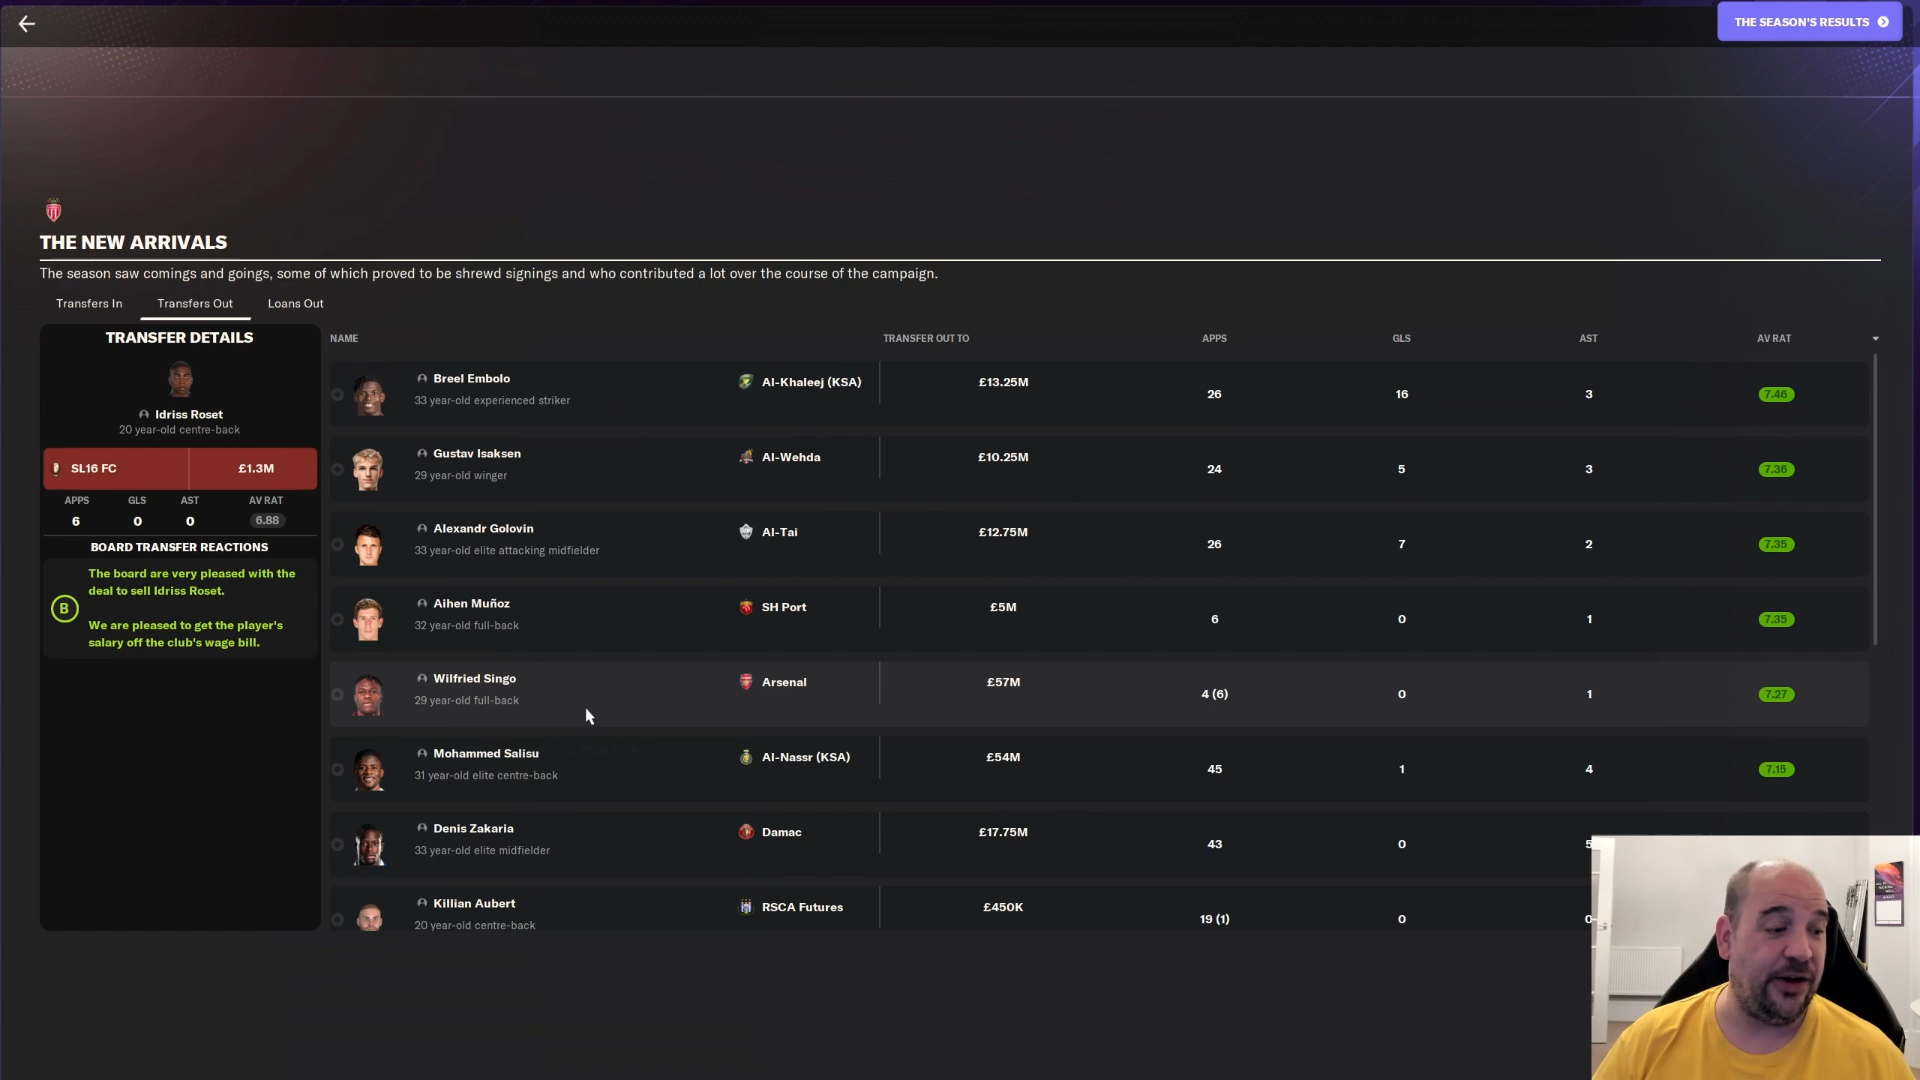 THE SEASON'S RESULTS
THE NEW ARRIVALS
The season saw comings and goings, some of which proved to be shrewd signings and who contributed a lot over the course of the campaign.
Transfers In Transfers Out Loans Out
TRANSFER DETAILS
Idriss Roset
20 year-old centre-back
SL16 FC £1.3M
APPS GLS AST AV RAT
6 0 0 6.88
BOARD TRANSFER REACTIONS
B
The board are very pleased with the
deal to sell Idriss Roset.
We are pleased to get the player's
salary off the club's wage bill.
NAME TRANSFER OUT TO APPS GLS AST AV RAT
Breel Embolo Al-Khaleej (KSA) £13.25M 26 16 3 7.46
33 year-old experienced striker
Gustav Isaksen Al-Wehda £10.25M 24 5 3 7.36
29 year-old winger
Alexandr Golovin Al-Tai £12.75M 26 7 2 7.35
33 year-old elite attacking midfielder
Aihen Muñoz SH Port £5M 6 0 1 7.35
32 year-old full-back
Wilfried Singo Arsenal £57M 4 (6) 0 1 7.27
29 year-old full-back
Mohammed Salisu Al-Nassr (KSA) £54M 45 1 4 7.15
31 year-old elite centre-back
Denis Zakaria Damac £17.75M 43 0 5
33 year-old elite midfielder
Killian Aubert RSCA Futures £450K 19 (1) 0 0
20 year-old centre-back